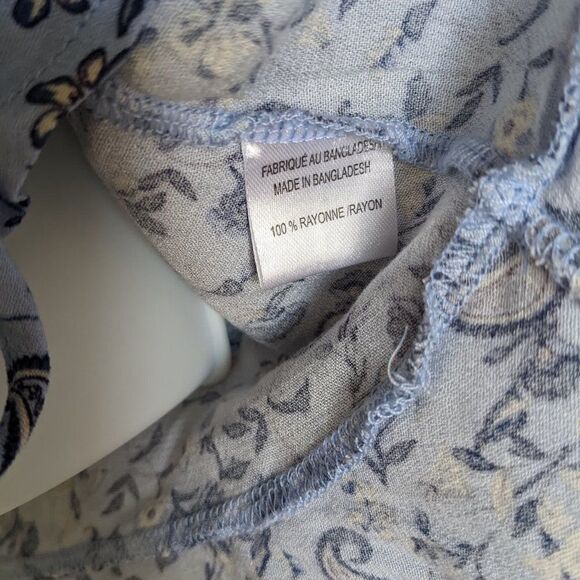 FABRIQUÉ AU BANGLADESH
MADE IN BANGLADESH
100 % RAYONNE /RAYON